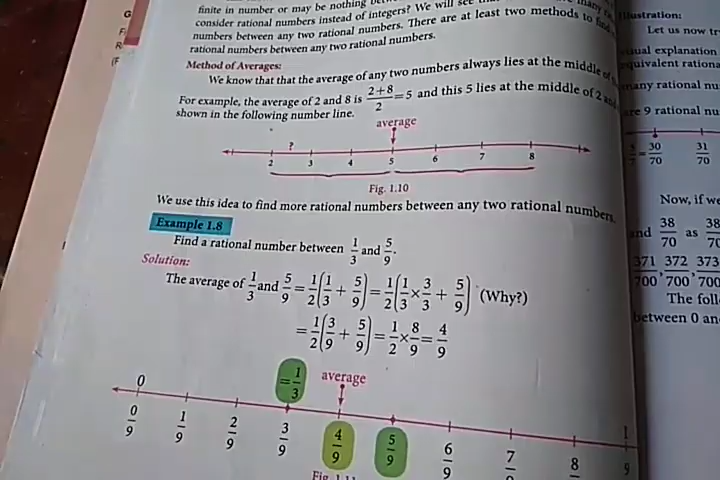 finite in number or may be nothing
consider rational numbers instead of integers? We will see
numbers between any two rational numbers. There are at least two methods to find
rational numbers between any two rational numbers.
Method of Averages:
We know that that the average of any two numbers always lies at the middle of
For example, the average of 2 and 8 is (2+8)/2 = 5 and this 5 lies at the middle of 2 and
shown in the following number line.
average
?
2 3 4 5 6 7 8
Fig. 1.10
We use this idea to find more rational numbers between any two rational numbers.
Example 1.8
Find a rational number between 1/3 and 5/9.
Solution:
The average of 1/3 and 5/9 = 1/2(1/3 + 5/9) = 1/2(1/3 × 3/3 + 5/9) (Why?)
= 1/2(3/9 + 5/9) = 1/2 × 8/9 = 4/9
0 = 1/3 average 1
0/9 1/9 2/9 3/9 4/9 5/9 6/9 7/9 8 9
Fig. 1.11
Illustration:
Let us now
visual explanation
equivalent
many rational
are 9 rational
= 30/70 31/70
Now, if we
and 38/70 as 38
371/700, 372/700, 373/700
The
between 0